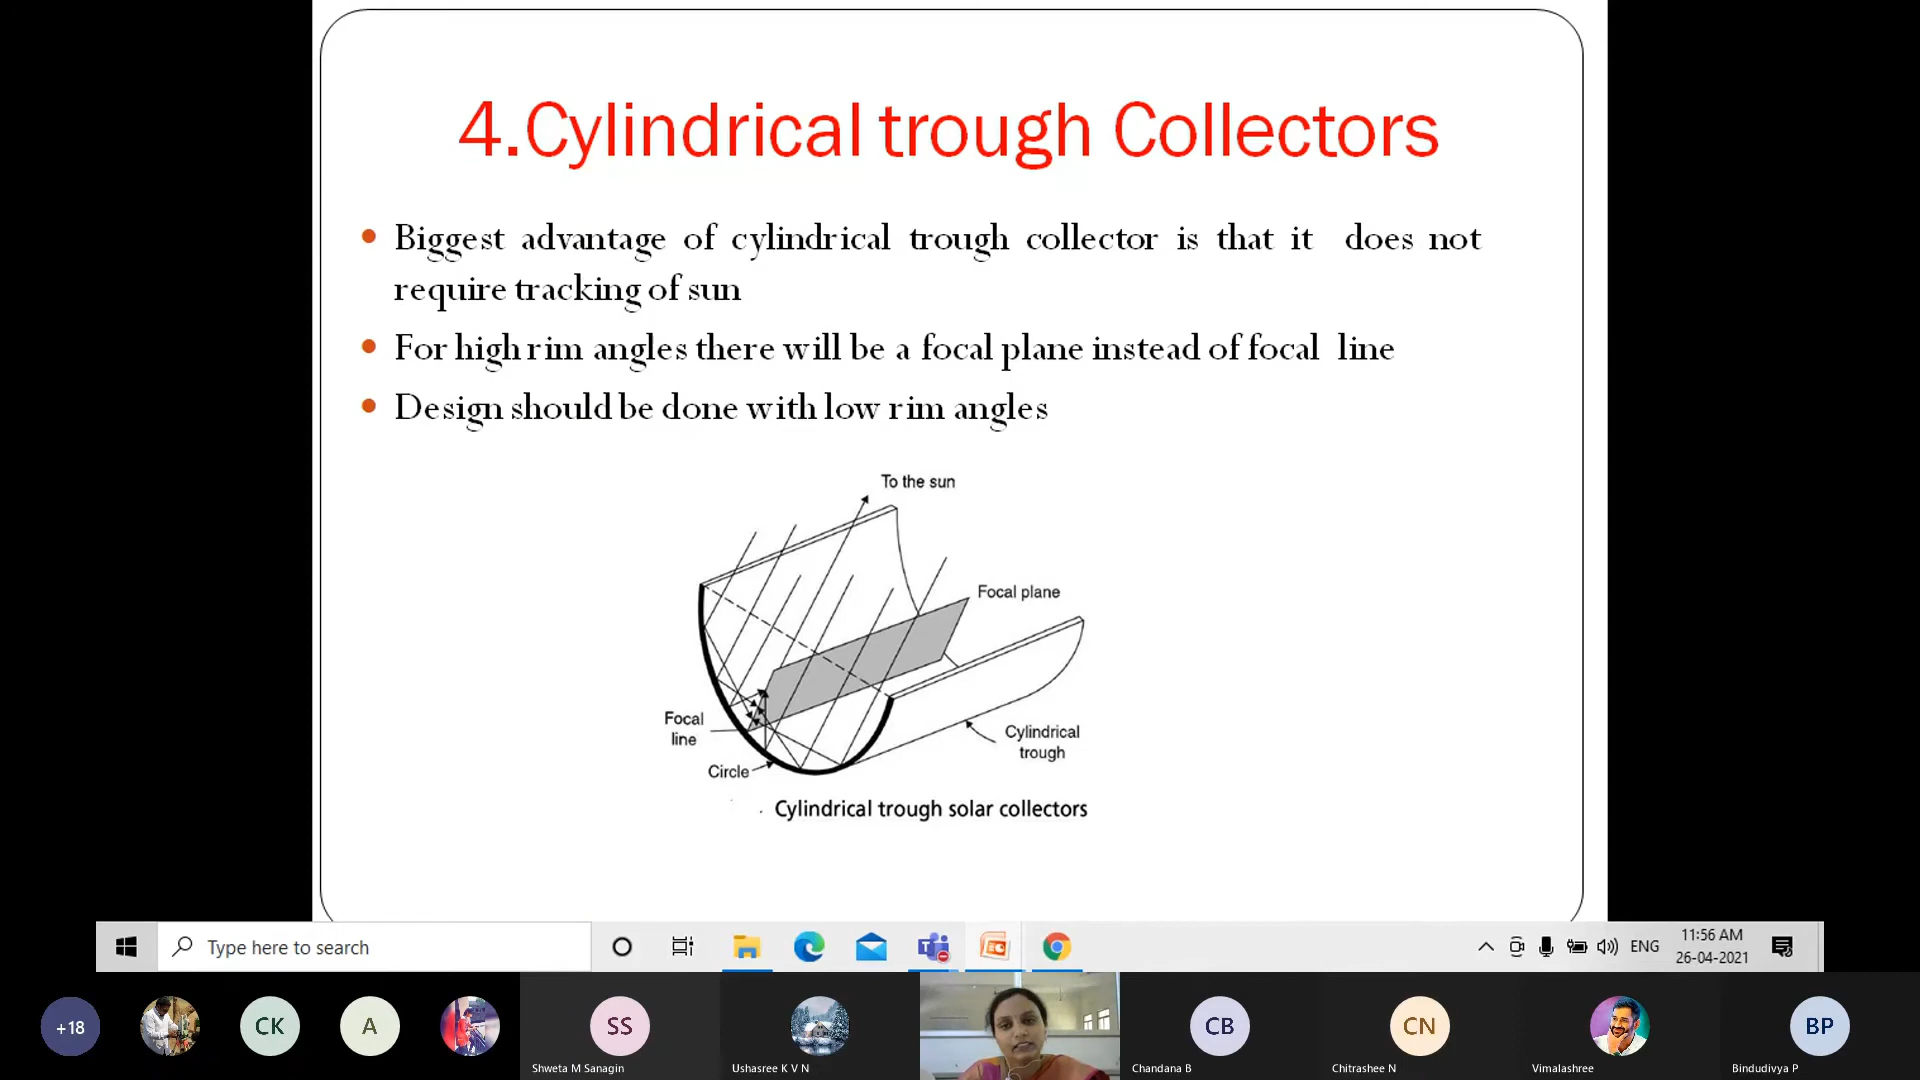 4.Cylindrical trough Collectors
Biggest advantage of cylindrical trough collector is that it does not
require tracking of sun
For high rim angles there will be a focal plane instead of focal line
Design should be done with low rim angles
To the sun
Focal plane
Focal
line
Circle
Cylindrical
trough
Cylindrical trough solar collectors
Type here to search
ENG
11:56 AM
26-04-2021
+18
CK
A
SS
CB
CN
BP
Shweta M Sanagin
Ushasree K V N
Chandana B
Chitrashee N
Vimalashree
Bindudivya P